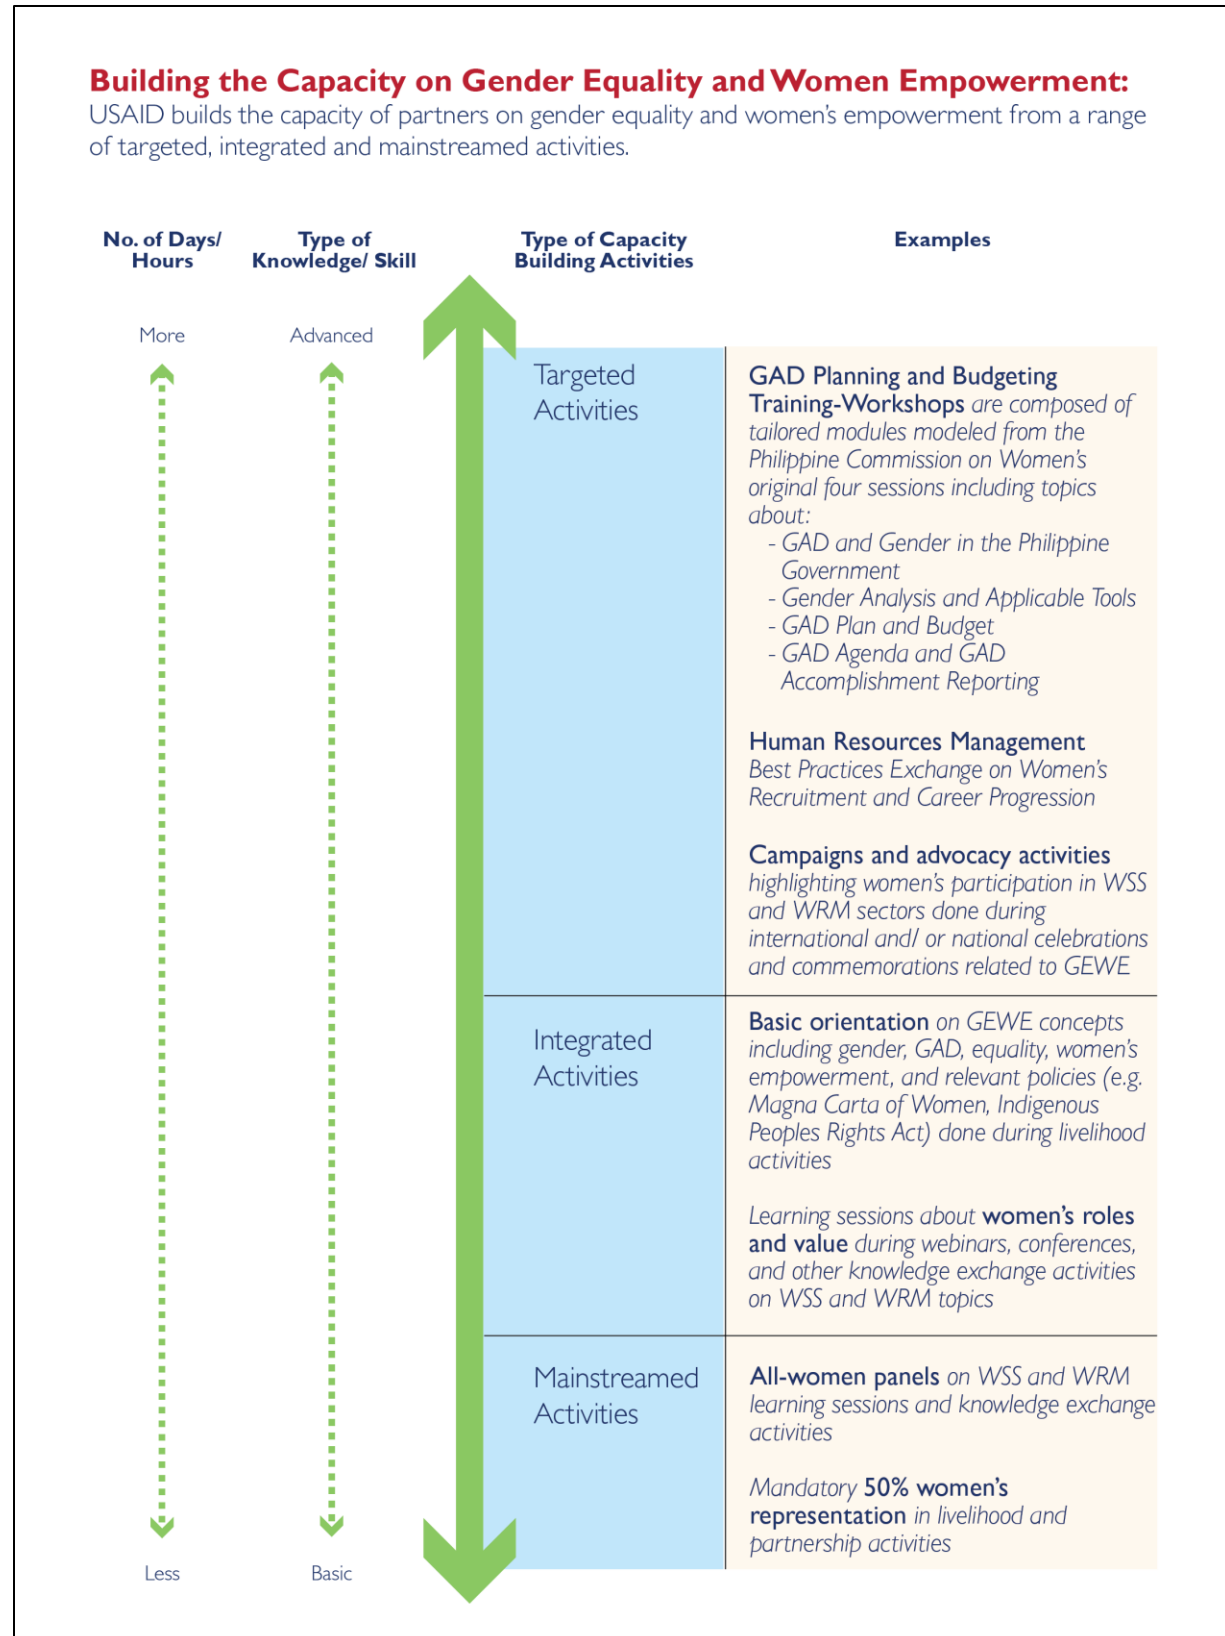 Building the Capacity on Gender Equality and Women Empowerment:
USAID builds the capacity of partners on gender equality and women's empowerment from a range
of targeted, integrated and mainstreamed activities.
No. of Days/
Hours
Type of
Knowledge/ Skill
Type of Capacity
Building Activities
Examples
More
Advanced
Targeted
Activities
GAD Planning and Budgeting
Training-Workshops are composed of
tailored modules modeled from the
Philippine Commission on Women's
original four sessions including topics
about:
- GAD and Gender in the Philippine
Government
- Gender Analysis and Applicable Tools
- GAD Plan and Budget
- GAD Agenda and GAD
Accomplishment Reporting
Human Resources Management
Best Practices Exchange on Women's
Recruitment and Career Progression
Campaigns and advocacy activities
highlighting women's participation in WSS
and WRM sectors done during
international and/ or national celebrations
and commemorations related to GEWE
Integrated
Activities
Basic orientation on GEWE concepts
including gender, GAD, equality, women's
empowerment, and relevant policies (e.g.
Magna Carta of Women, Indigenous
Peoples Rights Act) done during livelihood
activities
Learning sessions about women's roles
and value during webinars, conferences,
and other knowledge exchange activities
on WSS and WRM topics
Mainstreamed
Activities
All-women panels on WSS and WRM
learning sessions and knowledge exchange
activities
Mandatory 50% women's
representation in livelihood and
partnership activities
Less
Basic